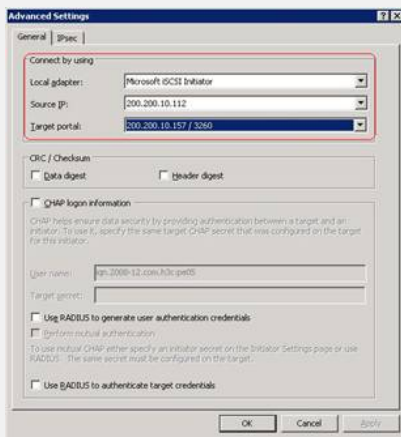 Advanced Settings
General
IPsec
Connect by using
Local adapter:
Microsoft iSCSI Initiator
Source IP:
200.200.10.112
Target portal:
200.200.10.157 / 3260
CRC / Checksum
Data digest
Header digest
CHAP logon information
CHAP helps ensure data security by providing authentication between a target and an
initiator. To use it, specify the same target CHAP secret that was configured on the target
for this initiator.
User name:
iqn.2008-12.com.h3c:pe05
Target secret:
Use RADIUS to generate user authentication credentials
Perform mutual authentication
To use mutual CHAP either specify an initiator secret on the Initiator Settings page or use
RADIUS. The same secret must be configured on the target.
Use RADIUS to authenticate target credentials
OK
Cancel
Apply